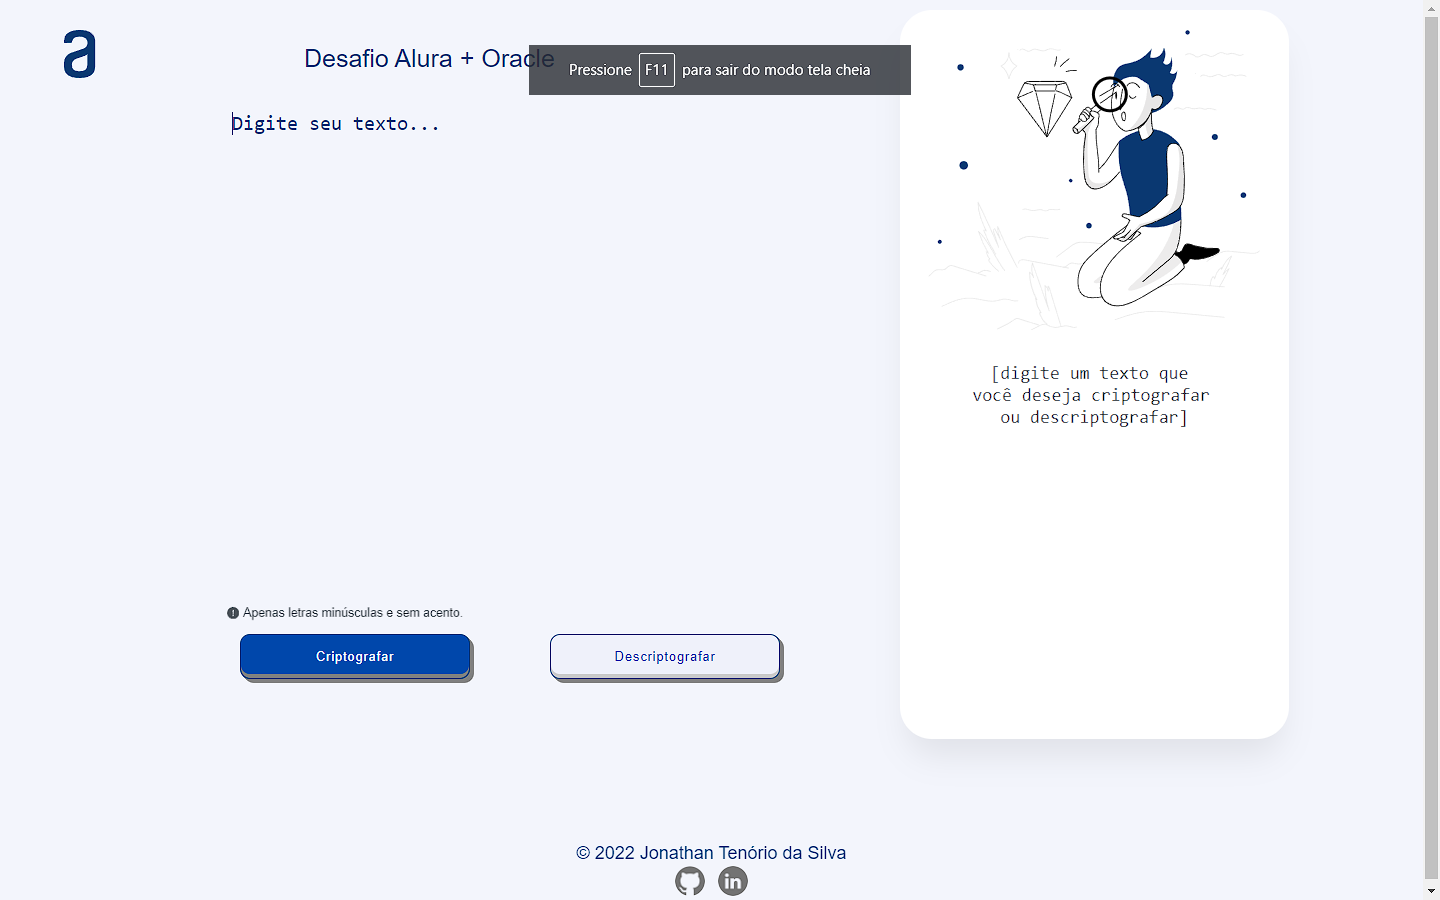 a
Desafio Alura + Oracle
Pressione F11 para sair do modo tela cheia
Digite seu texto...
[digite um texto que
você deseja criptografar
ou descriptografar]
Apenas letras minúsculas e sem acento.
Criptografar
Descriptografar
© 2022 Jonathan Tenório da Silva
in